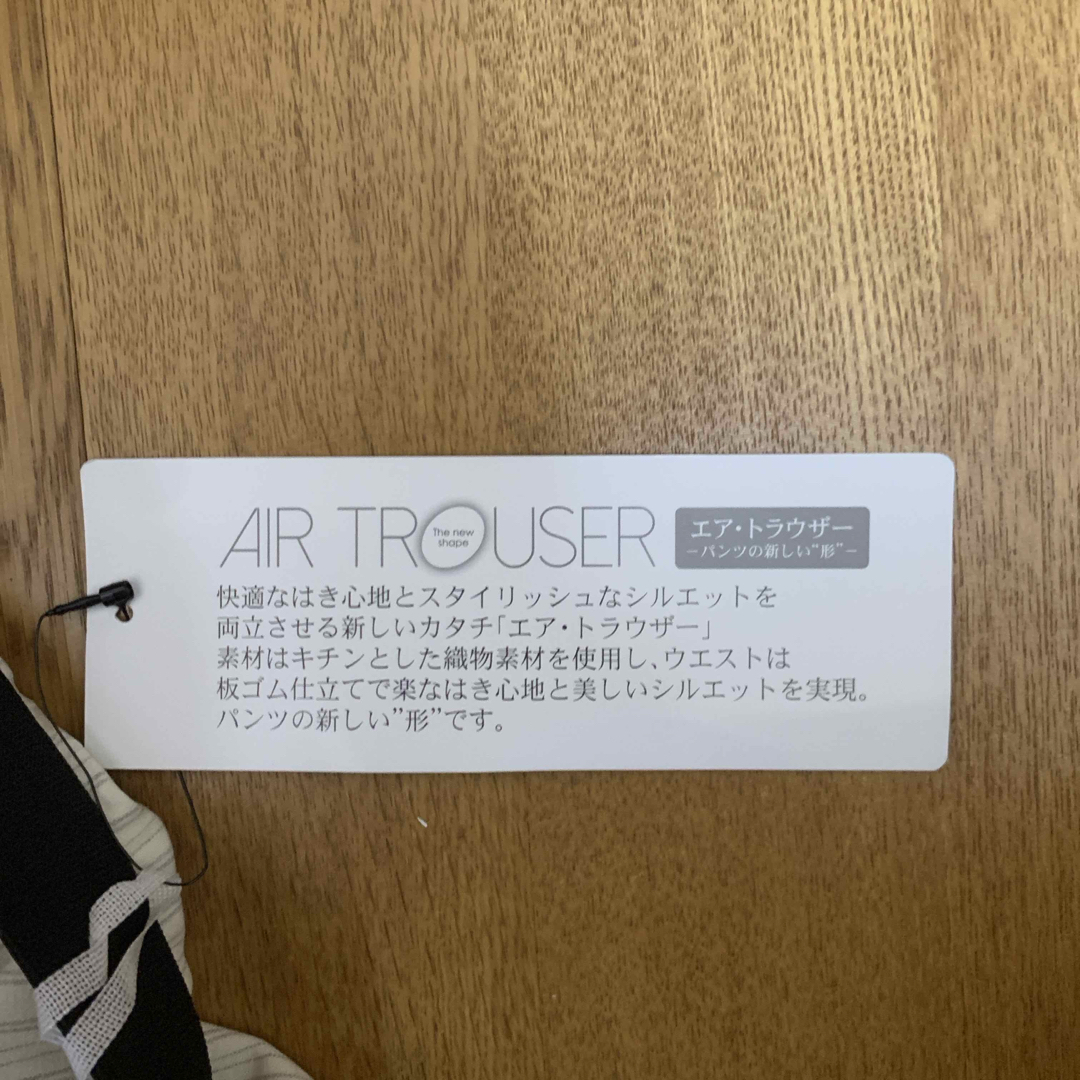 AIR TROUSER
The new
shape
エア・トラウザー
－パンツの新しい“形”－
快適なはき心地とスタイリッシュなシルエットを
両立させる新しいカタチ「エア・トラウザー」
素材はキチンとした織物素材を使用し、ウエストは
板ゴム仕立てで楽なはき心地と美しいシルエットを実現。
パンツの新しい”形”です。